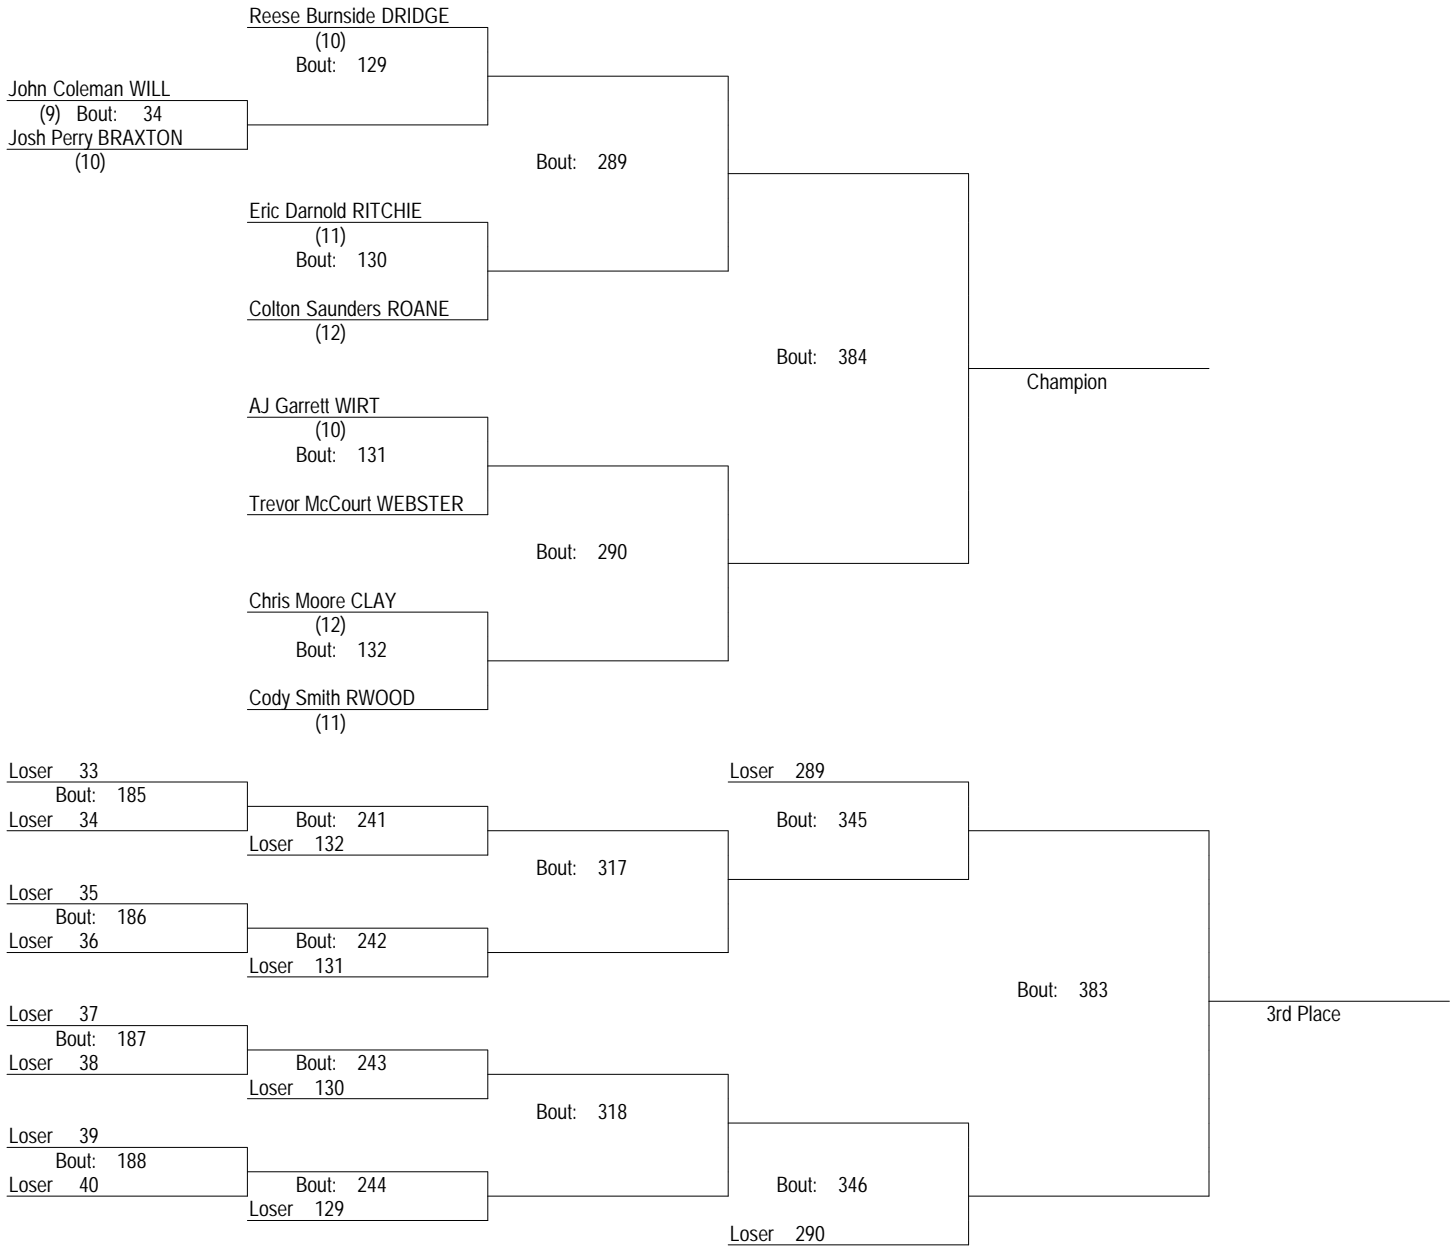 Reese Burnside DRIDGE
(10)
Bout: 129
John Coleman WILL
(9) Bout: 34
Josh Perry BRAXTON
(10)
Bout: 289
Eric Darnold RITCHIE
(11)
Bout: 130
Colton Saunders ROANE
(12)
Bout: 384
Champion
AJ Garrett WIRT
(10)
Bout: 131
Trevor McCourt WEBSTER
Bout: 290
Chris Moore CLAY
(12)
Bout: 132
Cody Smith RWOOD
(11)
Loser 33
Bout: 185
Loser 34
Bout: 241
Loser 132
Bout: 317
Loser 289
Bout: 345
Loser 35
Bout: 186
Loser 36
Bout: 242
Loser 131
Bout: 383
3rd Place
Loser 37
Bout: 187
Loser 38
Bout: 243
Loser 130
Bout: 318
Loser 39
Bout: 188
Loser 40
Bout: 244
Loser 129
Bout: 346
Loser 290